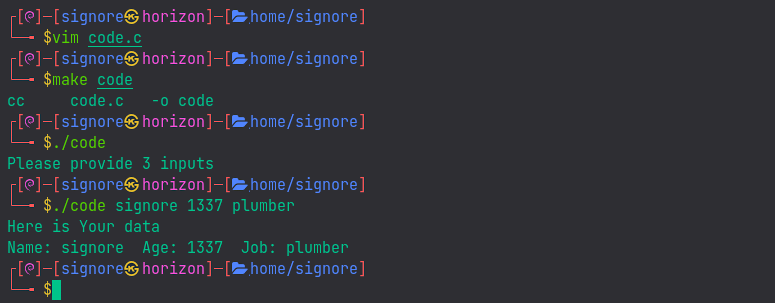 ┌─[]─[signore㉿horizon]─[home/signore]
└──╼ $vim code.c
┌─[]─[signore㉿horizon]─[home/signore]
└──╼ $make code
cc     code.c   -o code
┌─[]─[signore㉿horizon]─[home/signore]
└──╼ $./code
Please provide 3 inputs
┌─[]─[signore㉿horizon]─[home/signore]
└──╼ $./code signore 1337 plumber
Here is Your data
Name: signore  Age: 1337  Job: plumber
┌─[]─[signore㉿horizon]─[home/signore]
└──╼ $